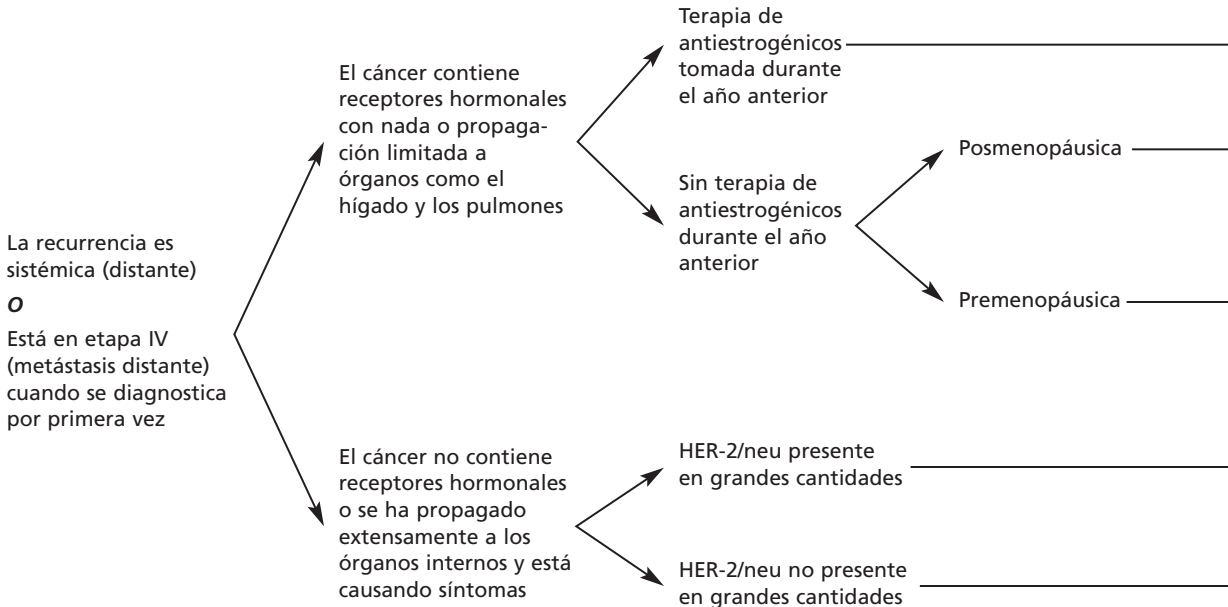 La recurrencia es
sistémica (distante)
O
Está en etapa IV
(metástasis distante)
cuando se diagnostica
por primera vez
El cáncer contiene
receptores hormonales
con nada o propaga-
ción limitada a
órganos como el
hígado y los pulmones
Terapia de
antiestrogénicos
tomada durante
el año anterior
Sin terapia de
antiestrogénicos
durante el año
anterior
Posmenopáusica
Premenopáusica
El cáncer no contiene
receptores hormonales
o se ha propagado
extensamente a los
órganos internos y está
causando síntomas
HER-2/neu presente
en grandes cantidades
HER-2/neu no presente
en grandes cantidades